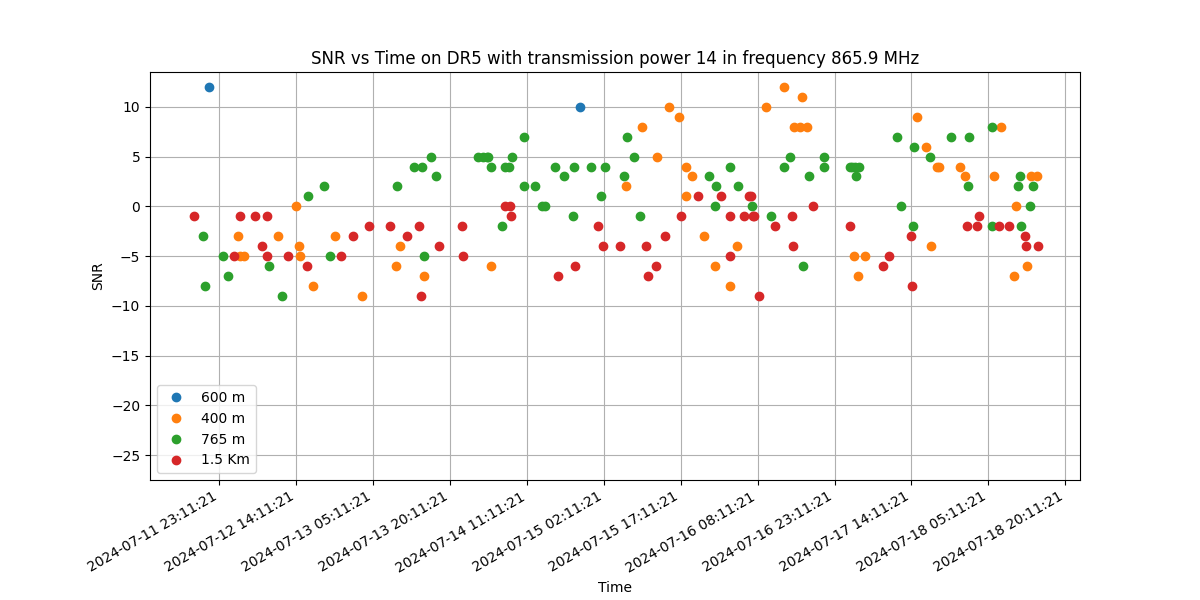 SNR vs Time on DR5 with transmission power 14 in frequency 865.9 MHz
10
5
0
−5
−10
−15
−20
−25
SNR
600 m
400 m
765 m
1.5 Km
2024-07-11 23:11:21
2024-07-12 14:11:21
2024-07-13 05:11:21
2024-07-13 20:11:21
2024-07-14 11:11:21
2024-07-15 02:11:21
2024-07-15 17:11:21
2024-07-16 08:11:21
2024-07-16 23:11:21
2024-07-17 14:11:21
2024-07-18 05:11:21
2024-07-18 20:11:21
Time